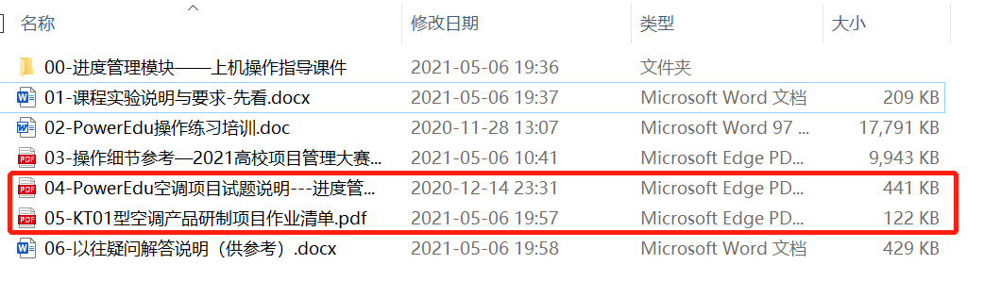 名称 修改日期 类型 大小
00-进度管理模块——上机操作指导课件 2021-05-06 19:36 文件夹
01-课程实验说明与要求-先看.docx 2021-05-06 19:37 Microsoft Word 文档 209 KB
02-PowerEdu操作练习培训.doc 2020-11-28 13:07 Microsoft Word 97 ... 17,791 KB
03-操作细节参考—2021高校项目管理大赛... 2021-05-06 10:41 Microsoft Edge PD... 9,943 KB
04-PowerEdu空调项目试题说明---进度管... 2020-12-14 23:31 Microsoft Edge PD... 441 KB
05-KT01型空调产品研制项目作业清单.pdf 2021-05-06 19:57 Microsoft Edge PD... 122 KB
06-以往疑问解答说明（供参考）.docx 2021-05-06 19:58 Microsoft Word 文档 429 KB